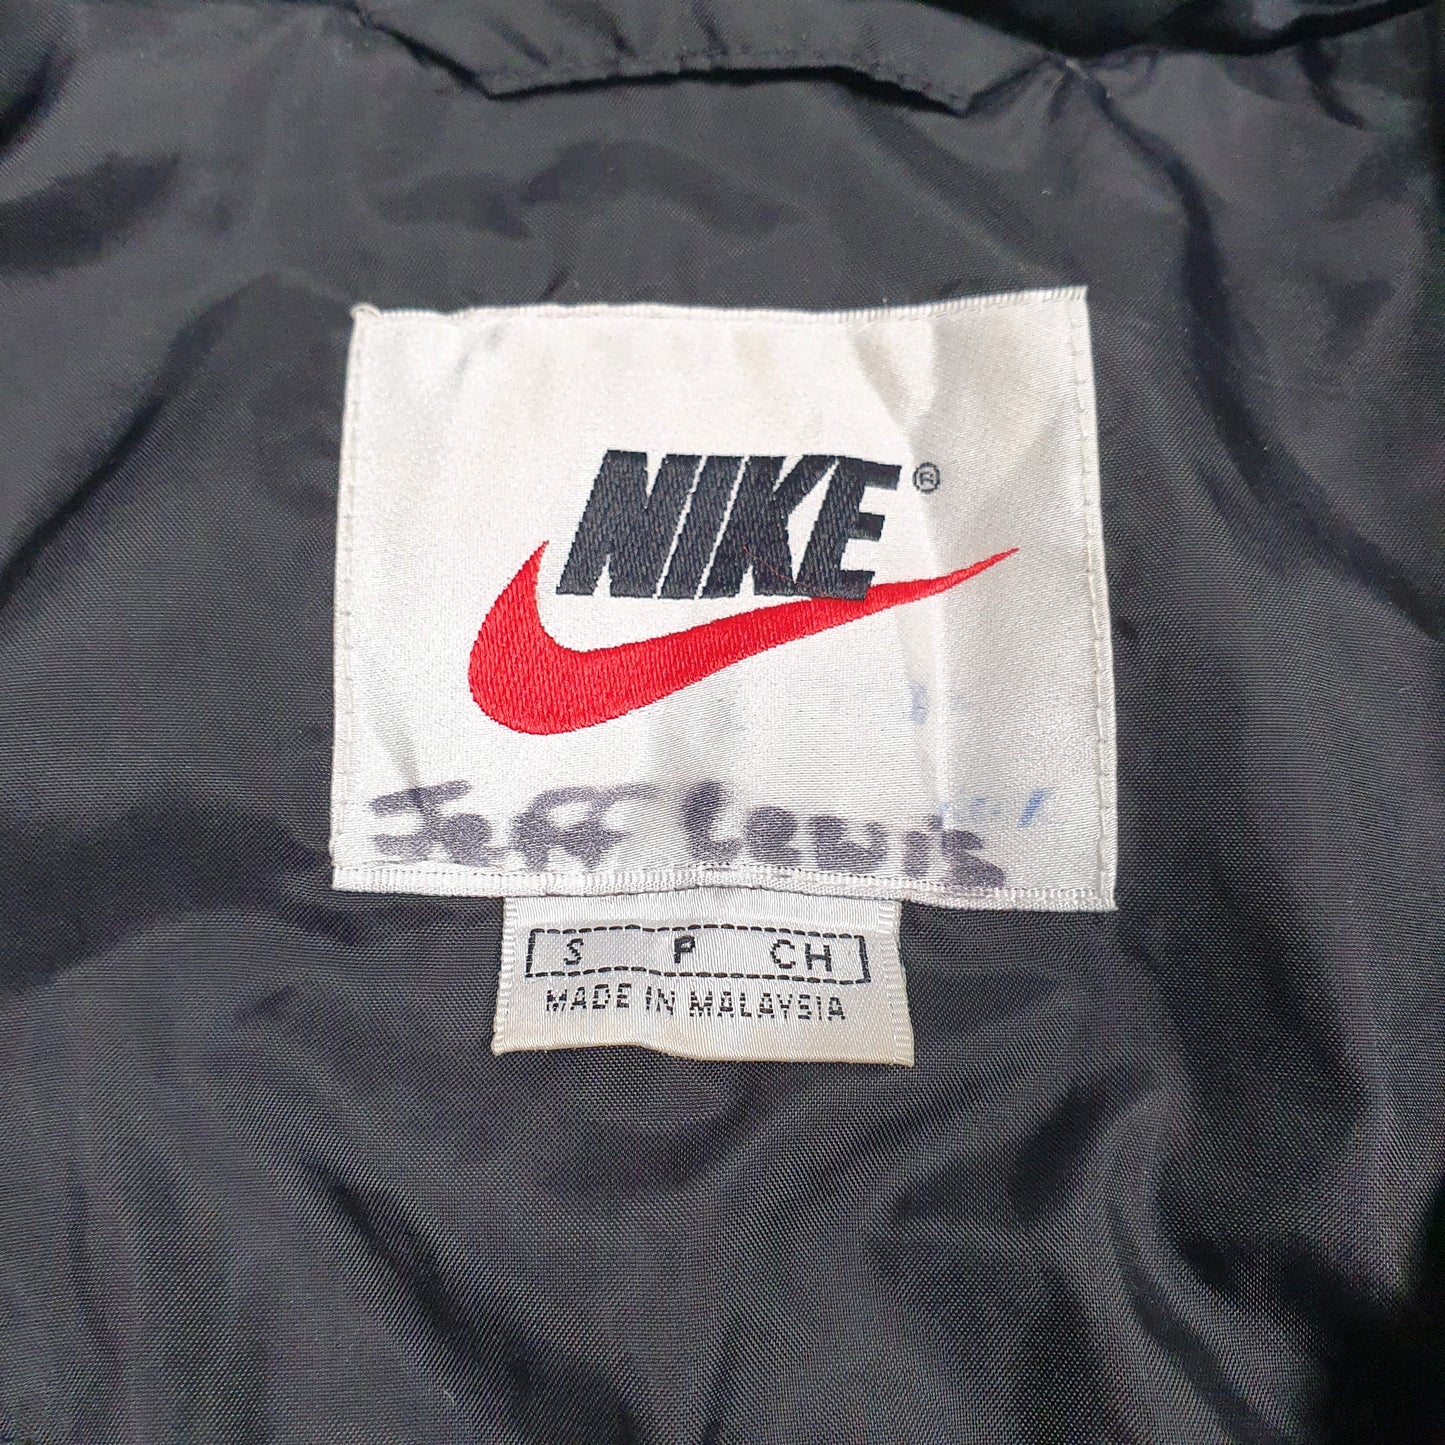 NIKE ®
Jeff Lewis
S P CH
MADE IN MALAYSIA